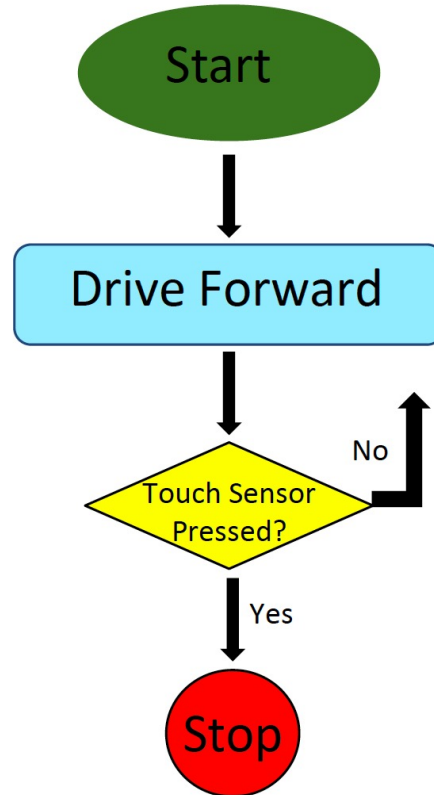 Start
Drive Forward
Touch Sensor
Pressed?
No
Yes
Stop